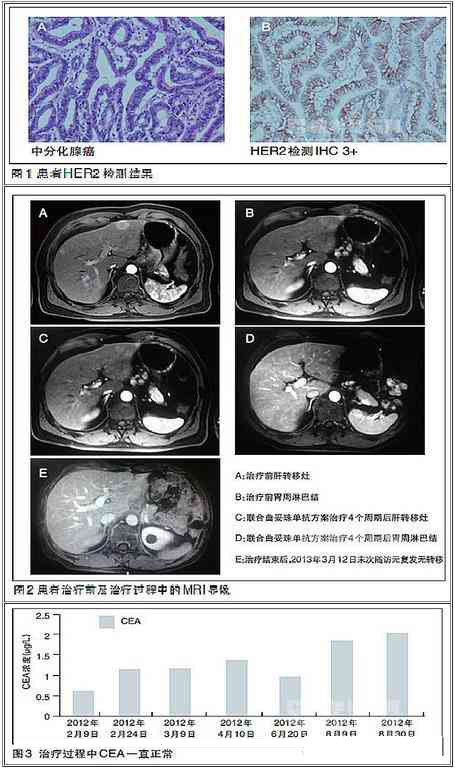 A
B
中分化腺癌
HER2检测IHC 3+
图1 患者HER2检测结果
A
B
C
D
E
A:治疗前肝转移灶
B:治疗前胃周淋巴结
C:联合曲妥珠单抗方案治疗4个周期后肝转移灶
D:联合曲妥珠单抗方案治疗4个周期后胃周淋巴结
E:治疗结束后,2013年3月12日末次随访无复发无转移
图2 患者治疗前及治疗过程中的MRI影像
CEA
CEA浓度(μg/L)
2.5
2
1.5
1
0.5
0
2012年 2012年 2012年 2012年 2012年 2012年 2012年
2月9日 2月24日 3月9日 4月10日 6月20日 8月9日 8月30日
图3 治疗过程中CEA一直正常